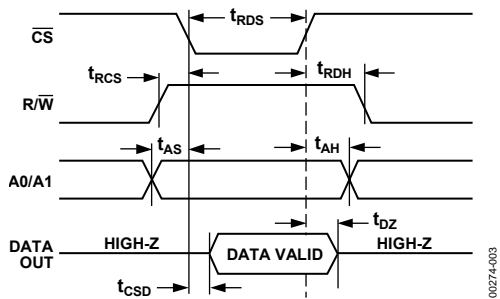 CS
tRDS
tRCS
tRDH
R/W
tAS
tAH
A0/A1
tDZ
DATA
OUT
HIGH-Z
DATA VALID
HIGH-Z
tCSD
00274-003